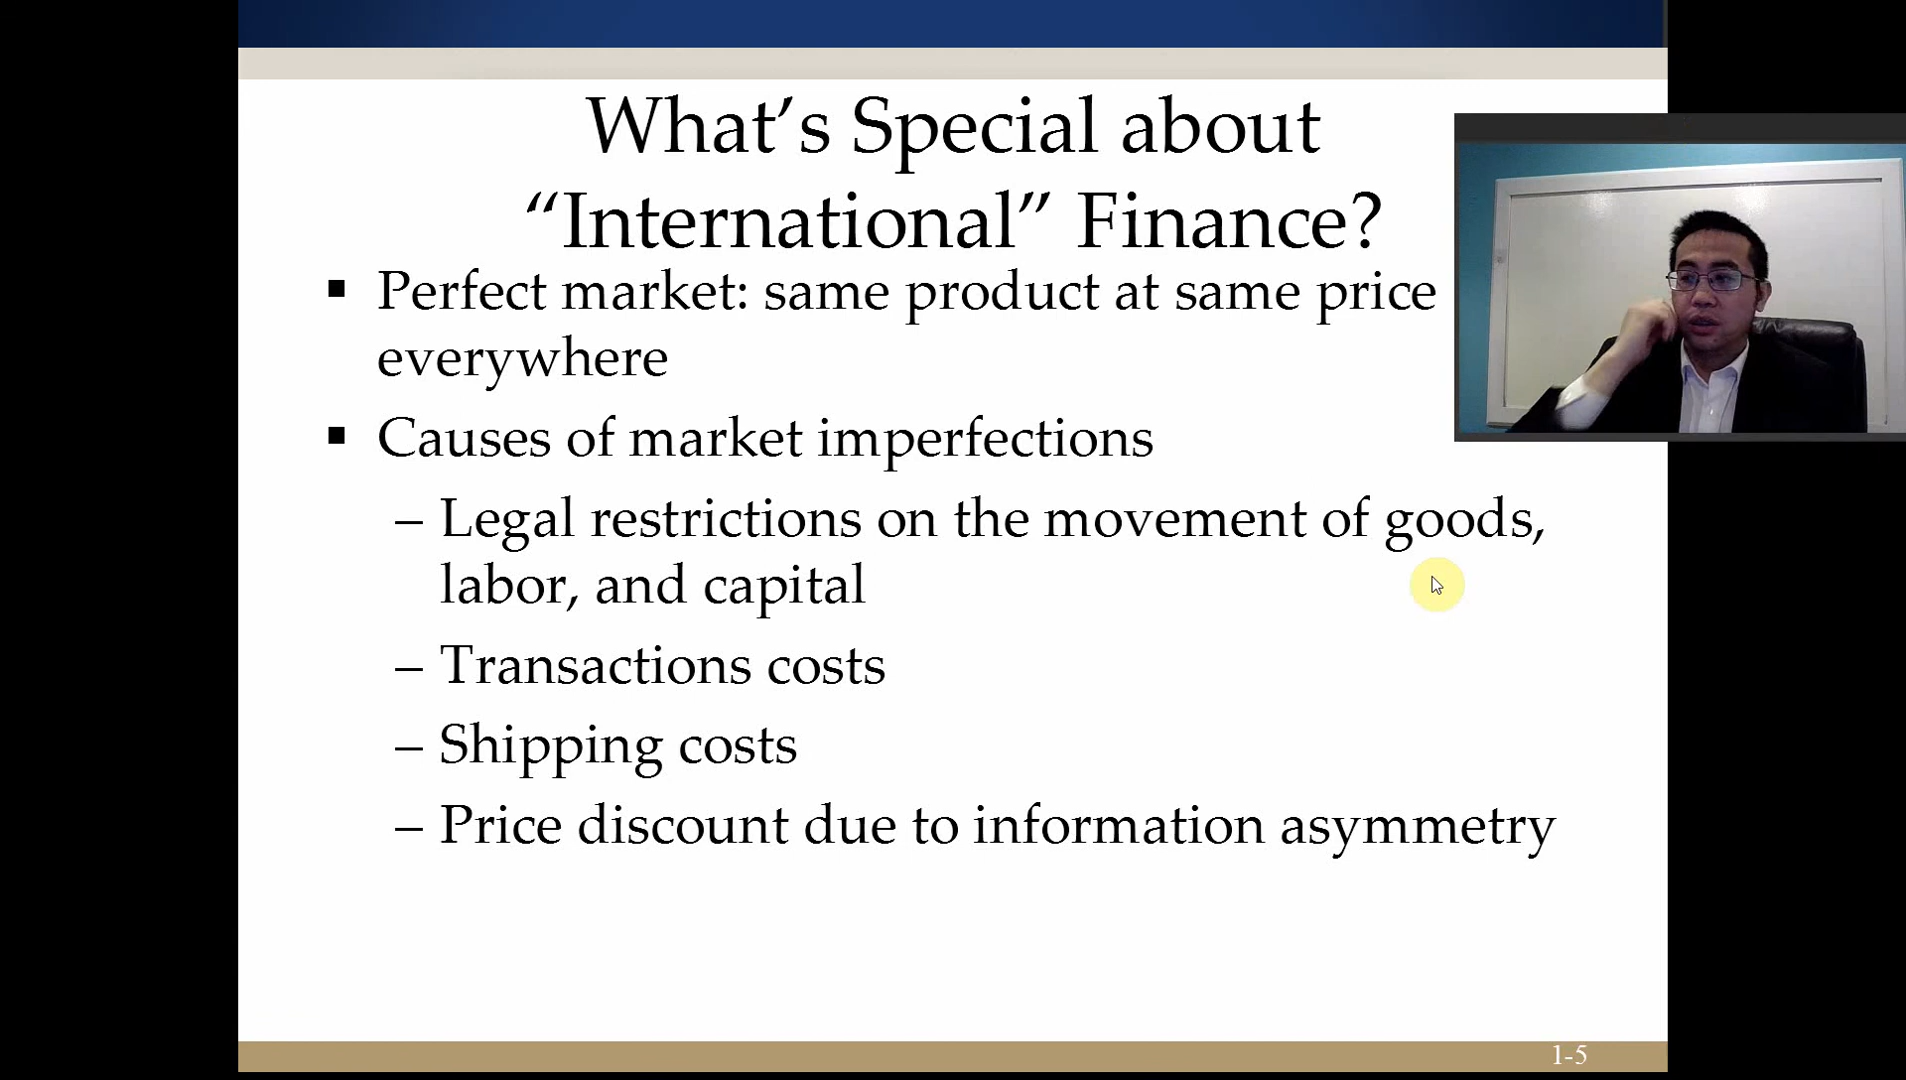 What’s Special about
“International” Finance?
▪ Perfect market: same product at same price
everywhere
▪ Causes of market imperfections
– Legal restrictions on the movement of goods,
labor, and capital
– Transactions costs
– Shipping costs
– Price discount due to information asymmetry
1-5